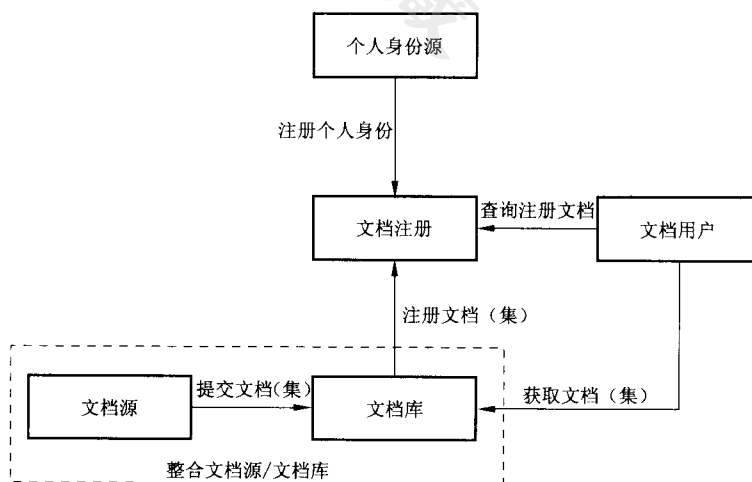 个人身份源
注册个人身份
文档注册
查询注册文档
文档用户
注册文档（集）
文档源
提交文档(集)
文档库
获取文档（集）
整合文档源/文档库